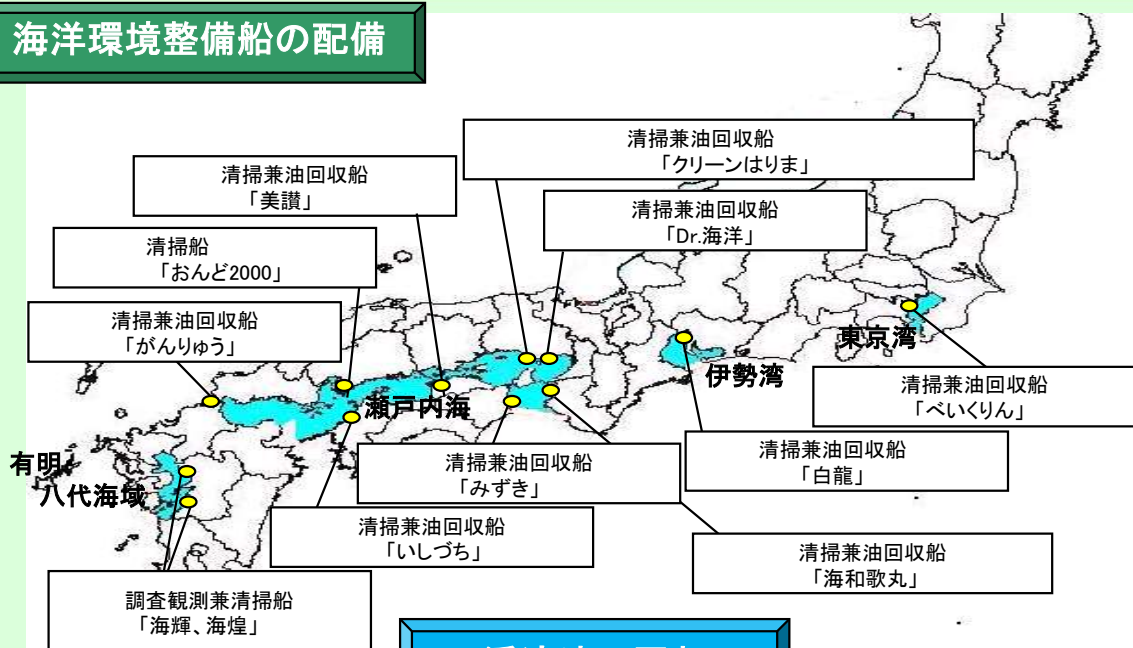 海洋環境整備船の配備
清掃兼油回収船
「クリーンはりま」
清掃兼油回収船
「美讃」
清掃兼油回収船
「Dr.海洋」
清掃船
「おんど2000」
清掃兼油回収船
「がんりゅう」
東京湾
伊勢湾
清掃兼油回収船
「べいくりん」
瀬戸内海
清掃兼油回収船
「白龍」
清掃兼油回収船
「みずき」
有明、
八代海域
清掃兼油回収船
「いしづち」
清掃兼油回収船
「海和歌丸」
調査観測兼清掃船
「海輝、海煌」